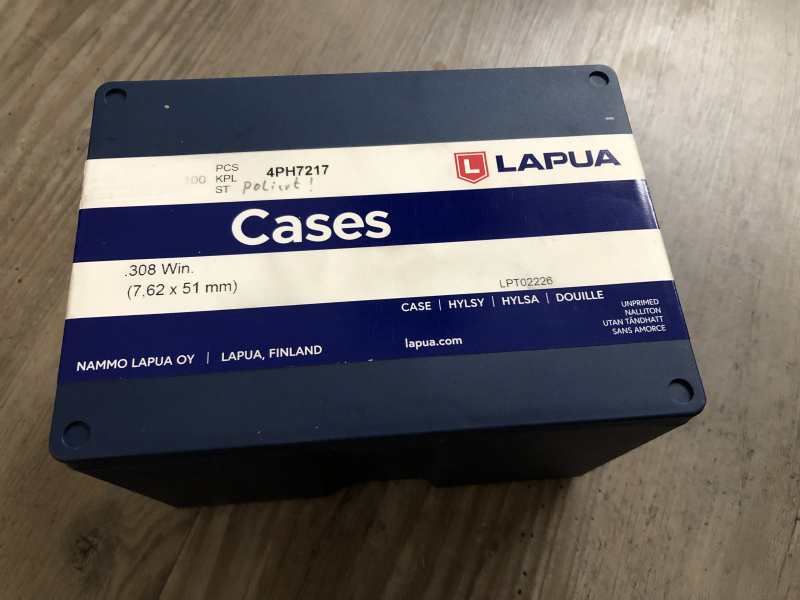 100 PCS 4PH7217
KPL
ST poliert!
L LAPUA
Cases
.308 Win.
(7,62 x 51 mm)
LPT02226
CASE | HYLSY | HYLSA | DOUILLE
UNPRIMED
NALLITON
UTAN TÄNDHATT
SANS AMORCE
NAMMO LAPUA OY | LAPUA, FINLAND
lapua.com